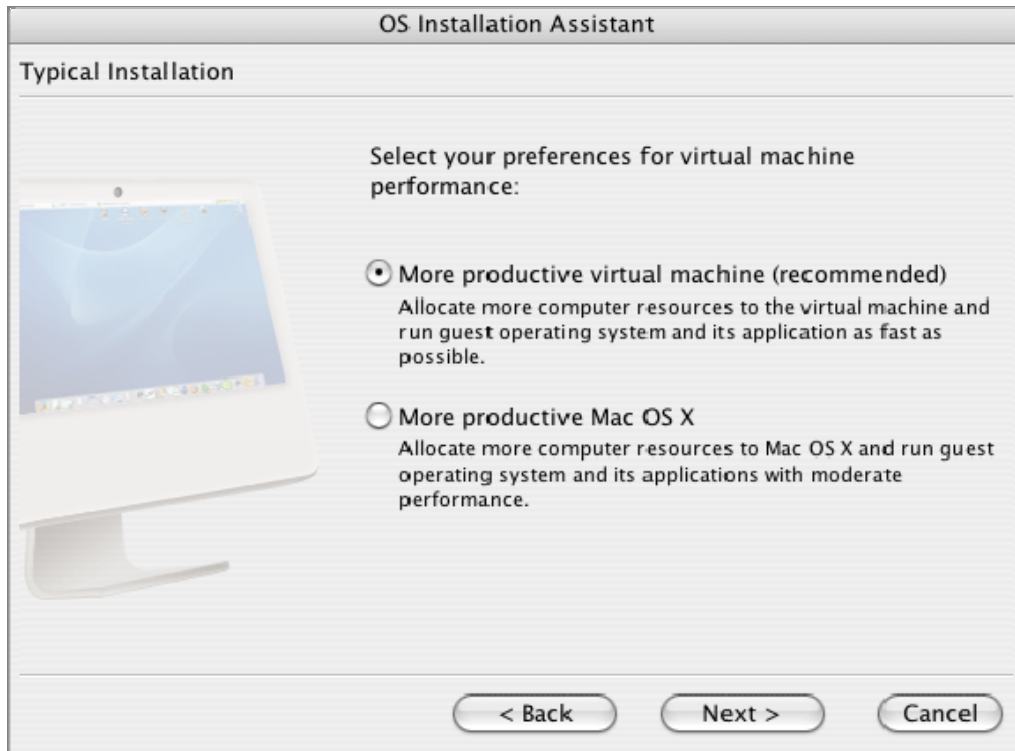 OS Installation Assistant
Typical Installation
Select your preferences for virtual machine
performance:
More productive virtual machine (recommended)
Allocate more computer resources to the virtual machine and
run guest operating system and its application as fast as
possible.
More productive Mac OS X
Allocate more computer resources to Mac OS X and run guest
operating system and its applications with moderate
performance.
< Back
Next >
Cancel